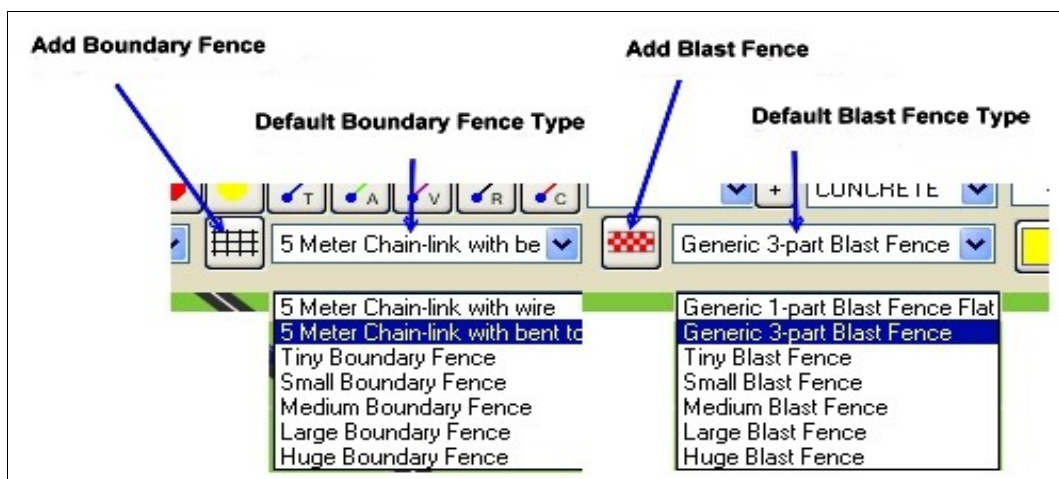 Add Boundary Fence
Add Blast Fence
Default Boundary Fence Type
Default Blast Fence Type
T A V R C + CONCRETE
5 Meter Chain-link with be
Generic 3-part Blast Fence
5 Meter Chain-link with wire
5 Meter Chain-link with bent to
Tiny Boundary Fence
Small Boundary Fence
Medium Boundary Fence
Large Boundary Fence
Huge Boundary Fence
Generic 1-part Blast Fence Flat
Generic 3-part Blast Fence
Tiny Blast Fence
Small Blast Fence
Medium Blast Fence
Large Blast Fence
Huge Blast Fence